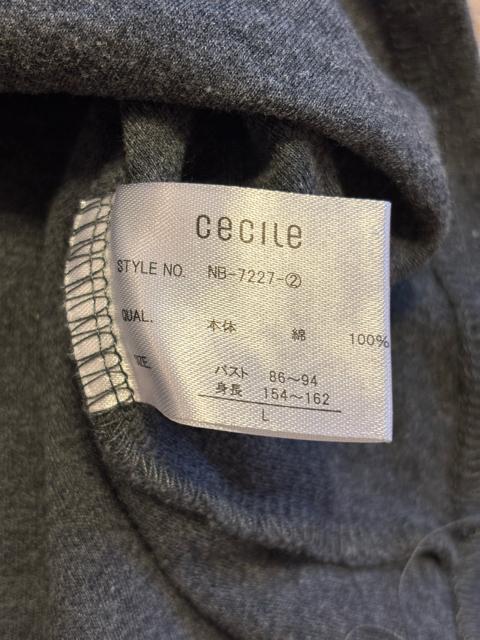 cecile
STYLE NO. NB-7227-②
QUAL. 本体 綿 100%
バスト 86～94
身長 154～162
L